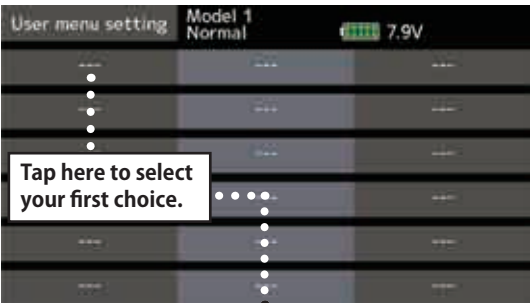 User menu setting
Model 1
Normal
7.9V
--- --- ---
--- --- ---
--- --- ---
Tap here to select
your first choice.
--- ---
--- --- ---
--- --- ---